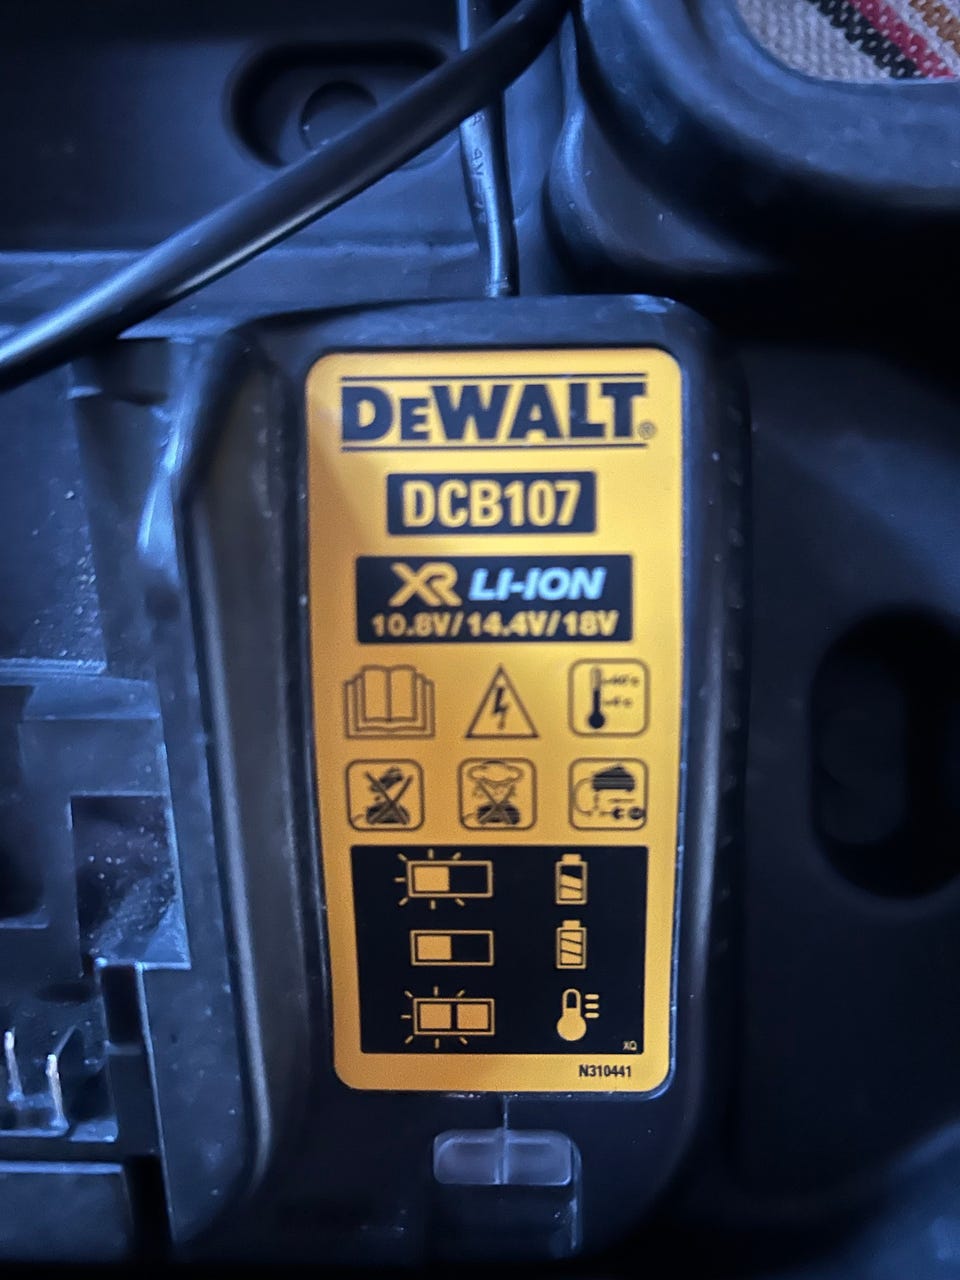 DEWALT®
DCB107
XR LI-ION
10.8V/14.4V/18V
XQ
N310441